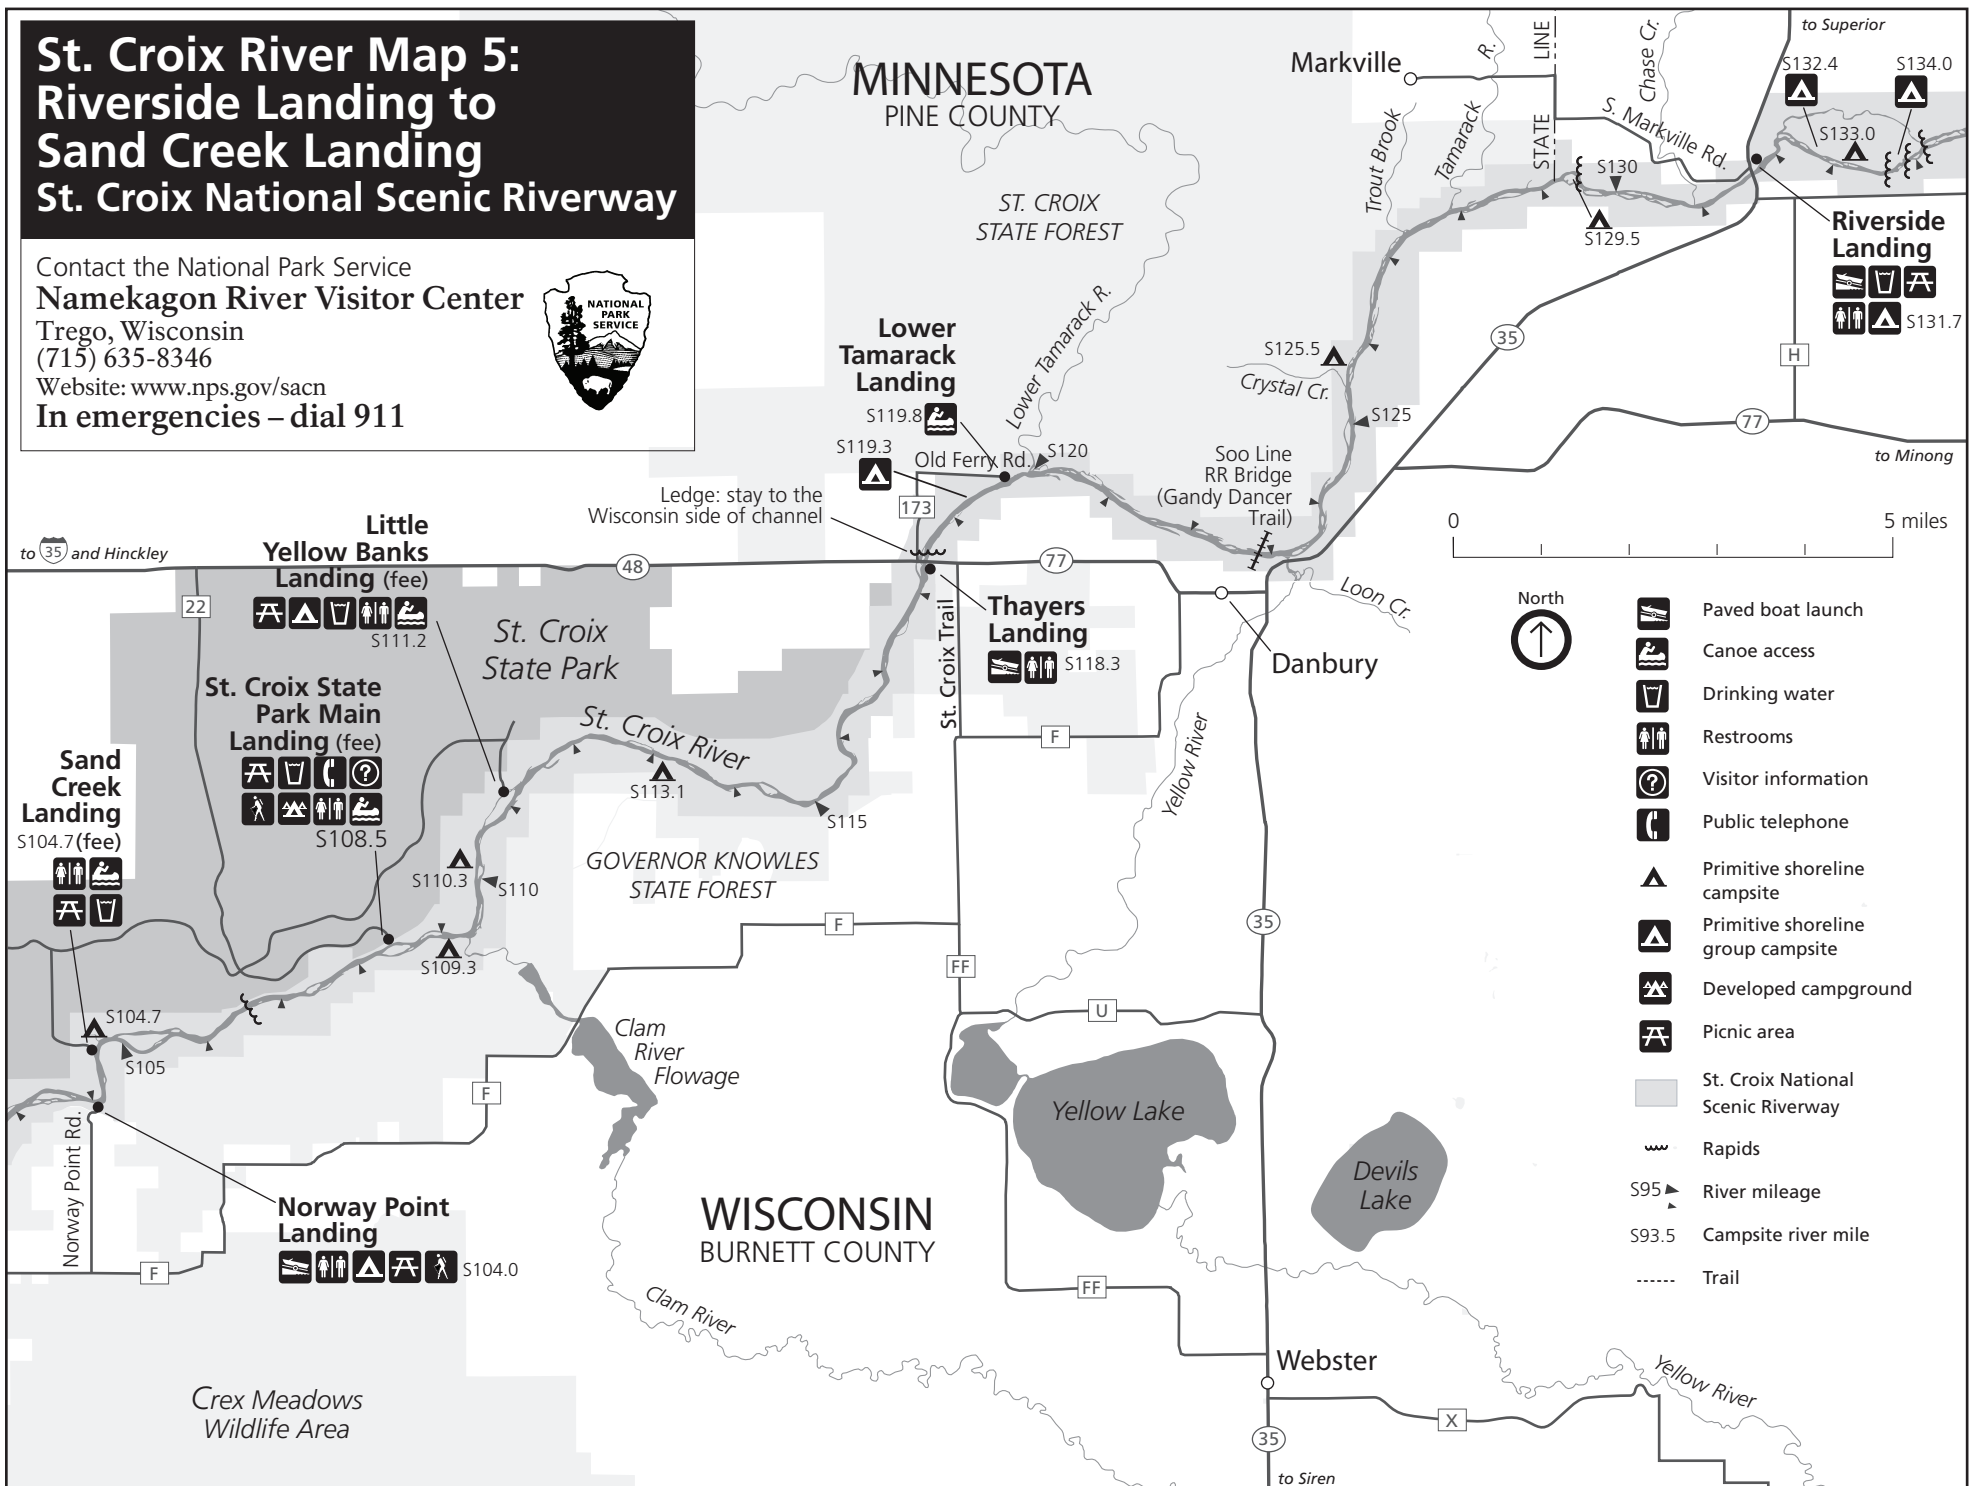 St. Croix River Map 5:
Riverside Landing to
Sand Creek Landing
St. Croix National Scenic Riverway
Contact the National Park Service
Namekagon River Visitor Center
Trego, Wisconsin
(715) 635-8346
Website: www.nps.gov/sacn
In emergencies – dial 911
NATIONAL
PARK
SERVICE
MINNESOTA
PINE COUNTY
ST. CROIX
STATE FOREST
Markville
STATE LINE
Trout Brook
Tamarack R.
Chase Cr.
S. Markville Rd.
to Superior
S132.4
S134.0
S133.0
S130
S129.5
Riverside
Landing
S131.7
35
H
77
to Minong
S125.5
Crystal Cr.
S125
Lower
Tamarack
Landing
S119.8
S119.3
Lower Tamarack R.
Old Ferry Rd.
S120
173
Soo Line
RR Bridge
(Gandy Dancer
Trail)
Ledge: stay to the
Wisconsin side of channel
0
5 miles
North
to 35 and Hinckley
48
77
22
Little
Yellow Banks
Landing (fee)
S111.2
St. Croix
State Park
St. Croix State
Park Main
Landing (fee)
S108.5
Sand
Creek
Landing
S104.7(fee)
St. Croix Trail
Thayers
Landing
S118.3
Loon Cr.
Danbury
F
Yellow River
St. Croix River
S113.1
S115
GOVERNOR KNOWLES
STATE FOREST
S110.3
S110
S109.3
F
35
FF
U
S104.7
S105
Clam
River
Flowage
F
Yellow Lake
Devils
Lake
Norway Point Rd.
Norway Point
Landing
S104.0
F
WISCONSIN
BURNETT COUNTY
FF
Clam River
Webster
Yellow River
X
35
to Siren
Crex Meadows
Wildlife Area
Paved boat launch
Canoe access
Drinking water
Restrooms
? Visitor information
Public telephone
Primitive shoreline
campsite
Primitive shoreline
group campsite
Developed campground
Picnic area
St. Croix National
Scenic Riverway
Rapids
S95 River mileage
S93.5 Campsite river mile
Trail